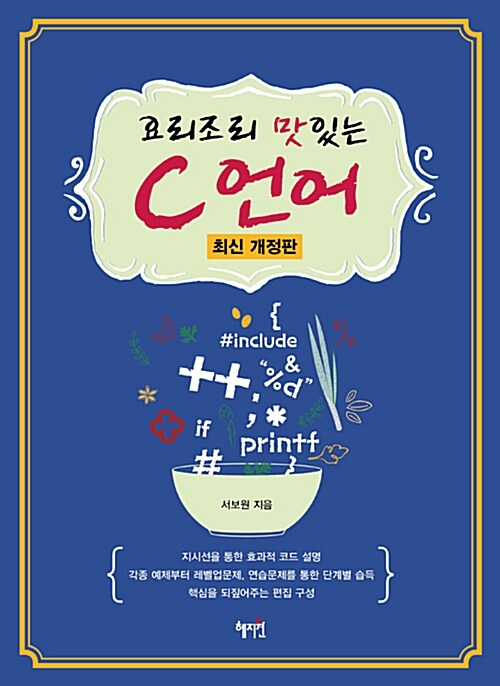 요리조리 맛있는
C 언어
최신 개정판
{
#include
++
&
"%d"
;
*
if
printf
#
}
서보원 지음
지시선을 통한 효과적 코드 설명
각종 예제부터 레벨업문제, 연습문제를 통한 단계별 습득
핵심을 되짚어주는 편집 구성
혜지원